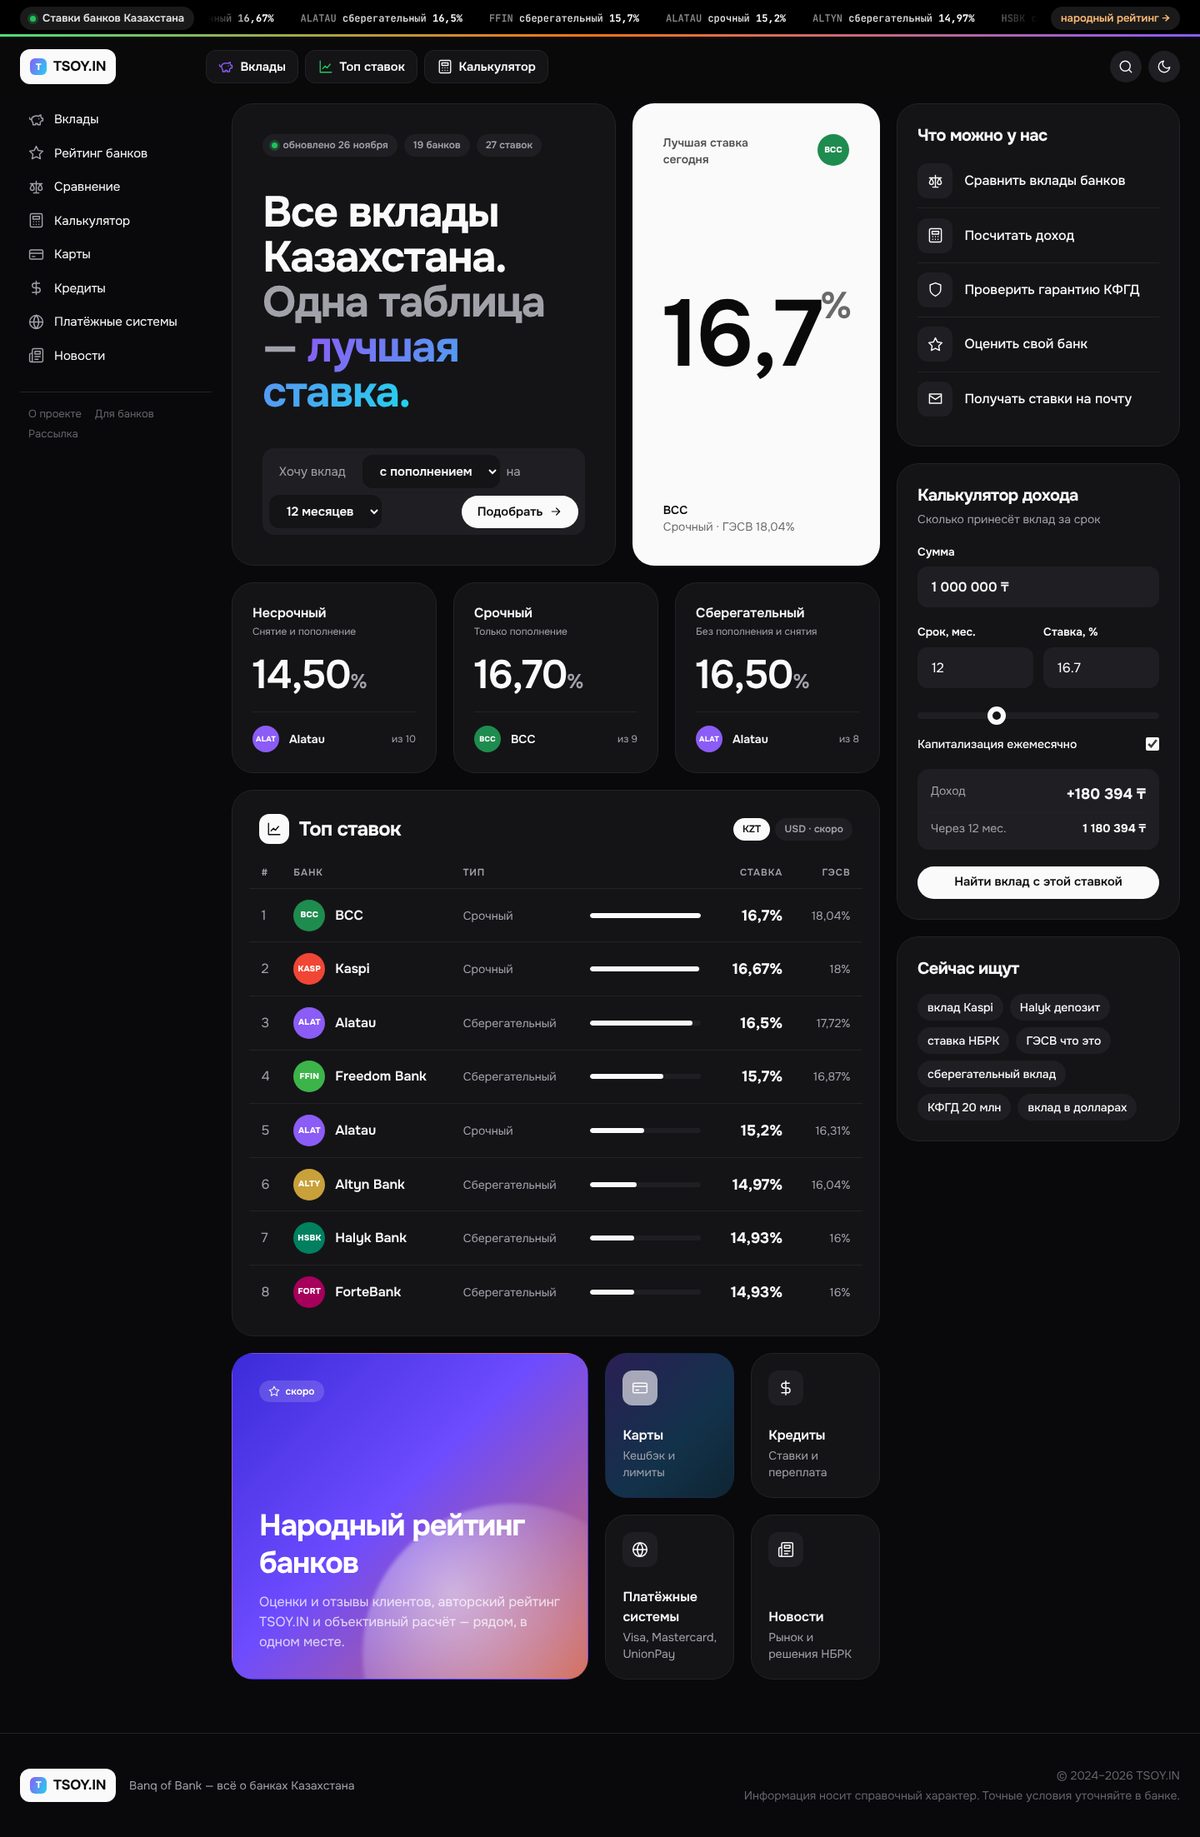 Ставки банков Казахстана
16,67%
ALATAU сберегательный 16,5%
FFIN сберегательный 15,7%
ALATAU срочный 15,2%
ALTYN сберегательный 14,97%
HSBK
народный рейтинг →
T TSOY.IN
Вклады
Топ ставок
Калькулятор
Вклады
Рейтинг банков
Сравнение
Калькулятор
Карты
Кредиты
Платёжные системы
Новости
О проекте Для банков
Рассылка
обновлено 26 ноября
19 банков
27 ставок
Все вклады
Казахстана.
Одна таблица
— лучшая
ставка.
Хочу вклад с пополнением на
12 месяцев
Подобрать →
Лучшая ставка
сегодня
BCC
16,7%
BCC
Срочный · ГЭСВ 18,04%
Что можно у нас
Сравнить вклады банков
Посчитать доход
Проверить гарантию КФГД
Оценить свой банк
Получать ставки на почту
Несрочный
Снятие и пополнение
14,50%
ALAT Alatau из 10
Срочный
Только пополнение
16,70%
BCC BCC из 9
Сберегательный
Без пополнения и снятия
16,50%
ALAT Alatau из 8
Калькулятор дохода
Сколько принесёт вклад за срок
Сумма
1 000 000 ₸
Срок, мес. Ставка, %
12 16.7
Капитализация ежемесячно
Доход +180 394 ₸
Через 12 мес. 1 180 394 ₸
Найти вклад с этой ставкой
Топ ставок
KZT
USD · скоро
# БАНК ТИП СТАВКА ГЭСВ
1 BCC BCC Срочный 16,7% 18,04%
2 KASP Kaspi Срочный 16,67% 18%
3 ALAT Alatau Сберегательный 16,5% 17,72%
4 FFIN Freedom Bank Сберегательный 15,7% 16,87%
5 ALAT Alatau Срочный 15,2% 16,31%
6 ALTY Altyn Bank Сберегательный 14,97% 16,04%
7 HSBK Halyk Bank Сберегательный 14,93% 16%
8 FORT ForteBank Сберегательный 14,93% 16%
Сейчас ищут
вклад Kaspi Halyk депозит
ставка НБРК ГЭСВ что это
сберегательный вклад
КФГД 20 млн вклад в долларах
скоро
Народный рейтинг
банков
Оценки и отзывы клиентов, авторский рейтинг
TSOY.IN и объективный расчёт — рядом, в
одном месте.
Карты
Кешбэк и
лимиты
Кредиты
Ставки и
переплата
Платёжные
системы
Visa, Mastercard,
UnionPay
Новости
Рынок и
решения НБРК
T TSOY.IN
Banq of Bank — всё о банках Казахстана
© 2024–2026 TSOY.IN
Информация носит справочный характер. Точные условия уточняйте в банке.